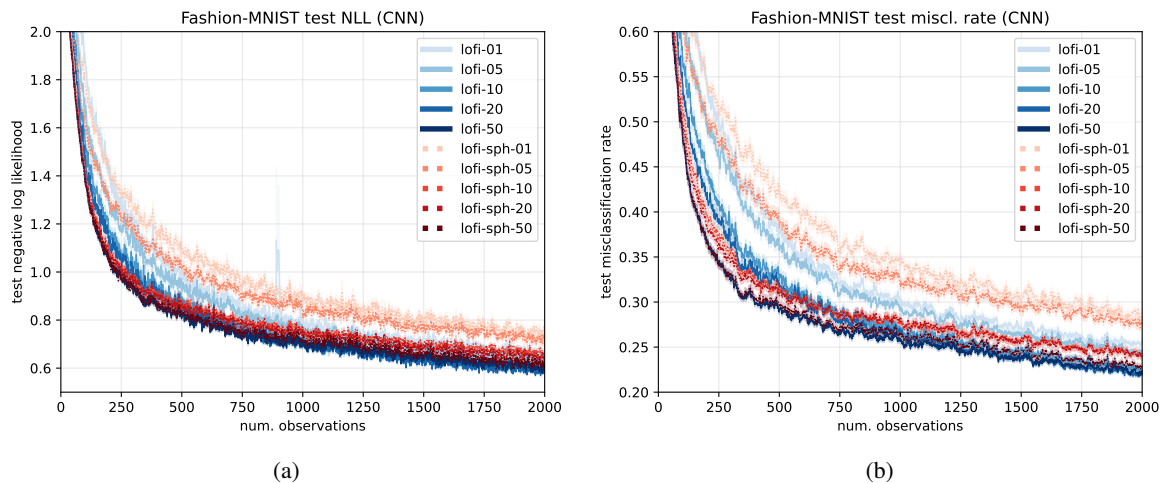 Fashion-MNIST test NLL (CNN)
2.0
1.8
1.6
1.4
1.2
1.0
0.8
0.6
test negative log likelihood
0
250
500
750
1000
1250
1500
1750
2000
num. observations
lofi-01
lofi-05
lofi-10
lofi-20
lofi-50
lofi-sph-01
lofi-sph-05
lofi-sph-10
lofi-sph-20
lofi-sph-50
(a)
Fashion-MNIST test miscl. rate (CNN)
0.60
0.55
0.50
0.45
0.40
0.35
0.30
0.25
0.20
test misclassification rate
0
250
500
750
1000
1250
1500
1750
2000
num. observations
lofi-01
lofi-05
lofi-10
lofi-20
lofi-50
lofi-sph-01
lofi-sph-05
lofi-sph-10
lofi-sph-20
lofi-sph-50
(b)